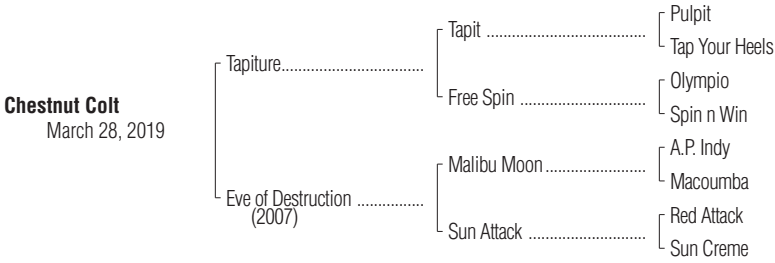 Pulpit
Tapit ........................................
Tap Your Heels
Tapiture....................................
Olympio
Free Spin ................................
Spin n Win
Chestnut Colt
March 28, 2019
A.P. Indy
Malibu Moon..........................
Macoumba
Eve of Destruction .................
(2007)
Red Attack
Sun Attack ..............................
Sun Creme